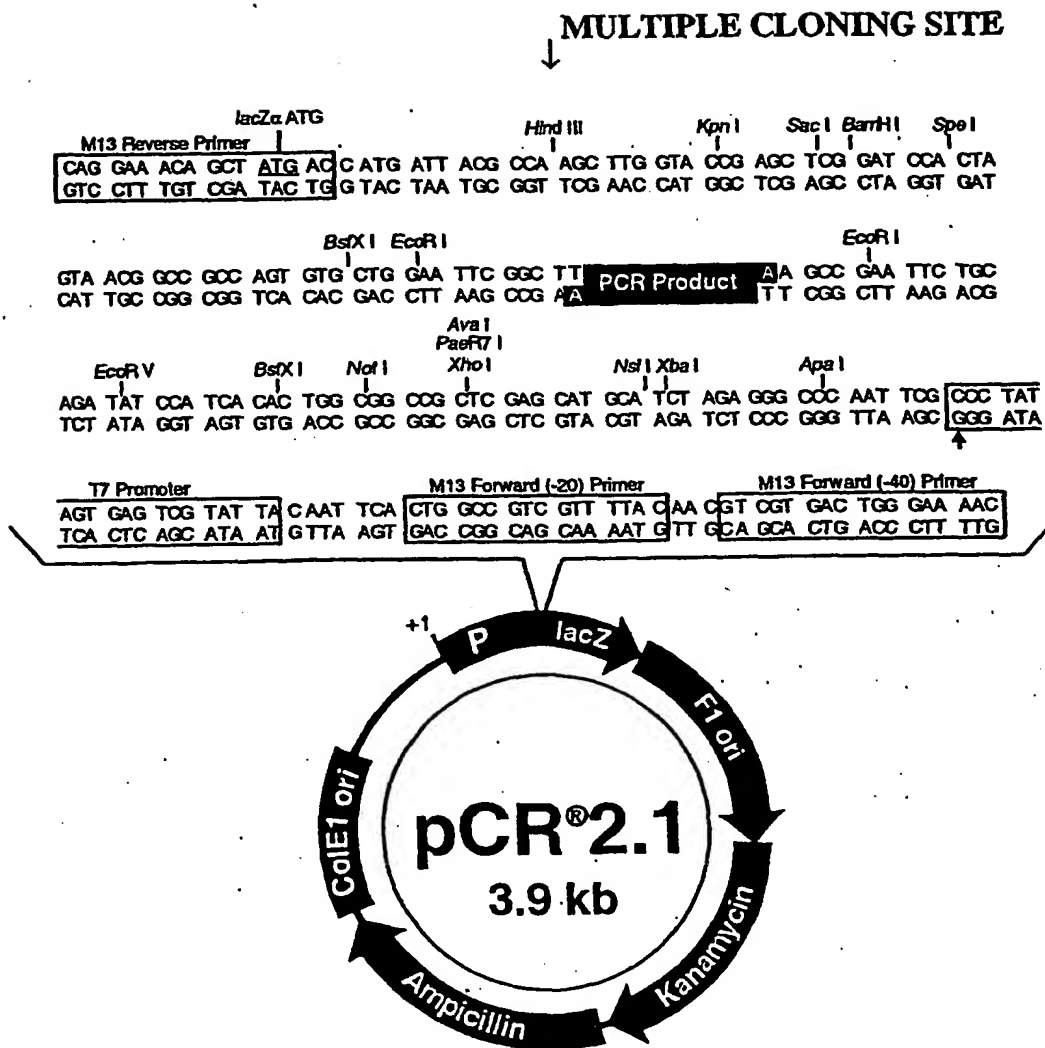 MULTIPLE CLONING SITE
lacZα ATG
M13 Reverse Primer
Hind III Kpn I Sac I BamH I Spe I
CAG GAA ACA GCT ATG AC C ATG ATT ACG CCA AGC TTG GTA CCG AGC TCG GAT CCA CTA
GTC CTT TGT CGA TAC TG G TAC TAA TGC GGT TCG AAC CAT GGC TCG AGC CTA GGT GAT
BstX I EcoR I EcoR I
GTA ACG GCC GCC AGT GTG CTG GAA TTC GGC TT PCR Product A A GCC GAA TTC TGC
CAT TGC CGG CGG TCA CAC GAC CTT AAG CCG A A T T CGG CTT AAG ACG
Ava I
PaeR7 I
EcoR V BstX I Not I Xho I Nsi I Xba I Apa I
AGA TAT CCA TCA CAC TGG CGG CCG CTC GAG CAT GCA TCT AGA GGG CCC AAT TCG CCC TAT
TCT ATA GGT AGT GTG ACC GCC GGC GAG CTC GTA CGT AGA TCT CCC GGG TTA AGC GGG ATA
T7 Promoter M13 Forward (-20) Primer M13 Forward (-40) Primer
AGT GAG TCG TAT TA C AAT TCA CTG GCC GTC GTT TTA C AA C GT CGT GAC TGG GAA AAC
TCA CTC AGC ATA AT G TTA AGT GAC CGG CAG CAA AAT G TT G CA GCA CTG ACC CTT TTG
+1
P
lacZ
F1 ori
Kanamycin
Ampicillin
ColE1 ori
pCR®2.1
3.9 kb